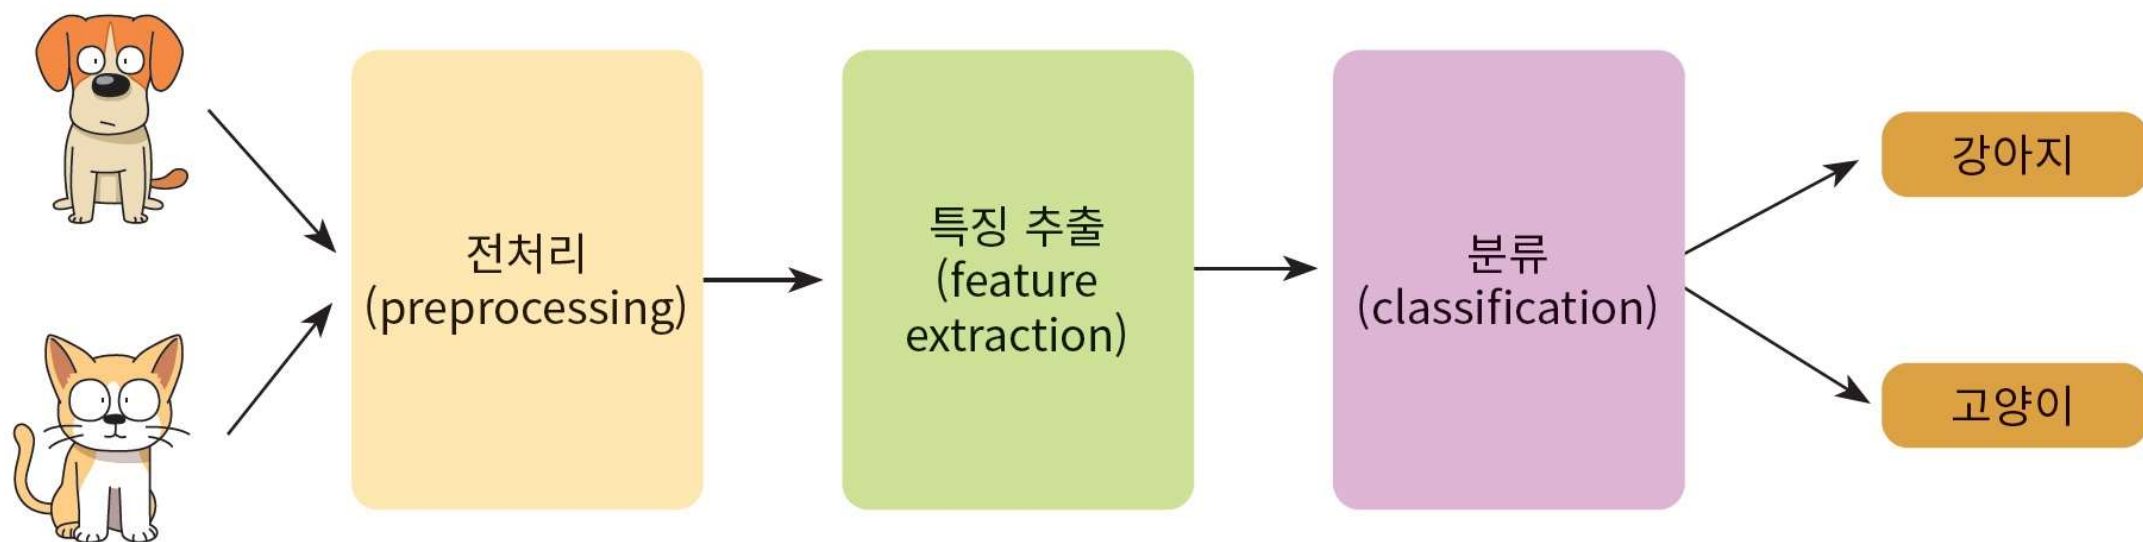 전처리
(preprocessing)
특징 추출
(feature
extraction)
분류
(classification)
강아지
고양이